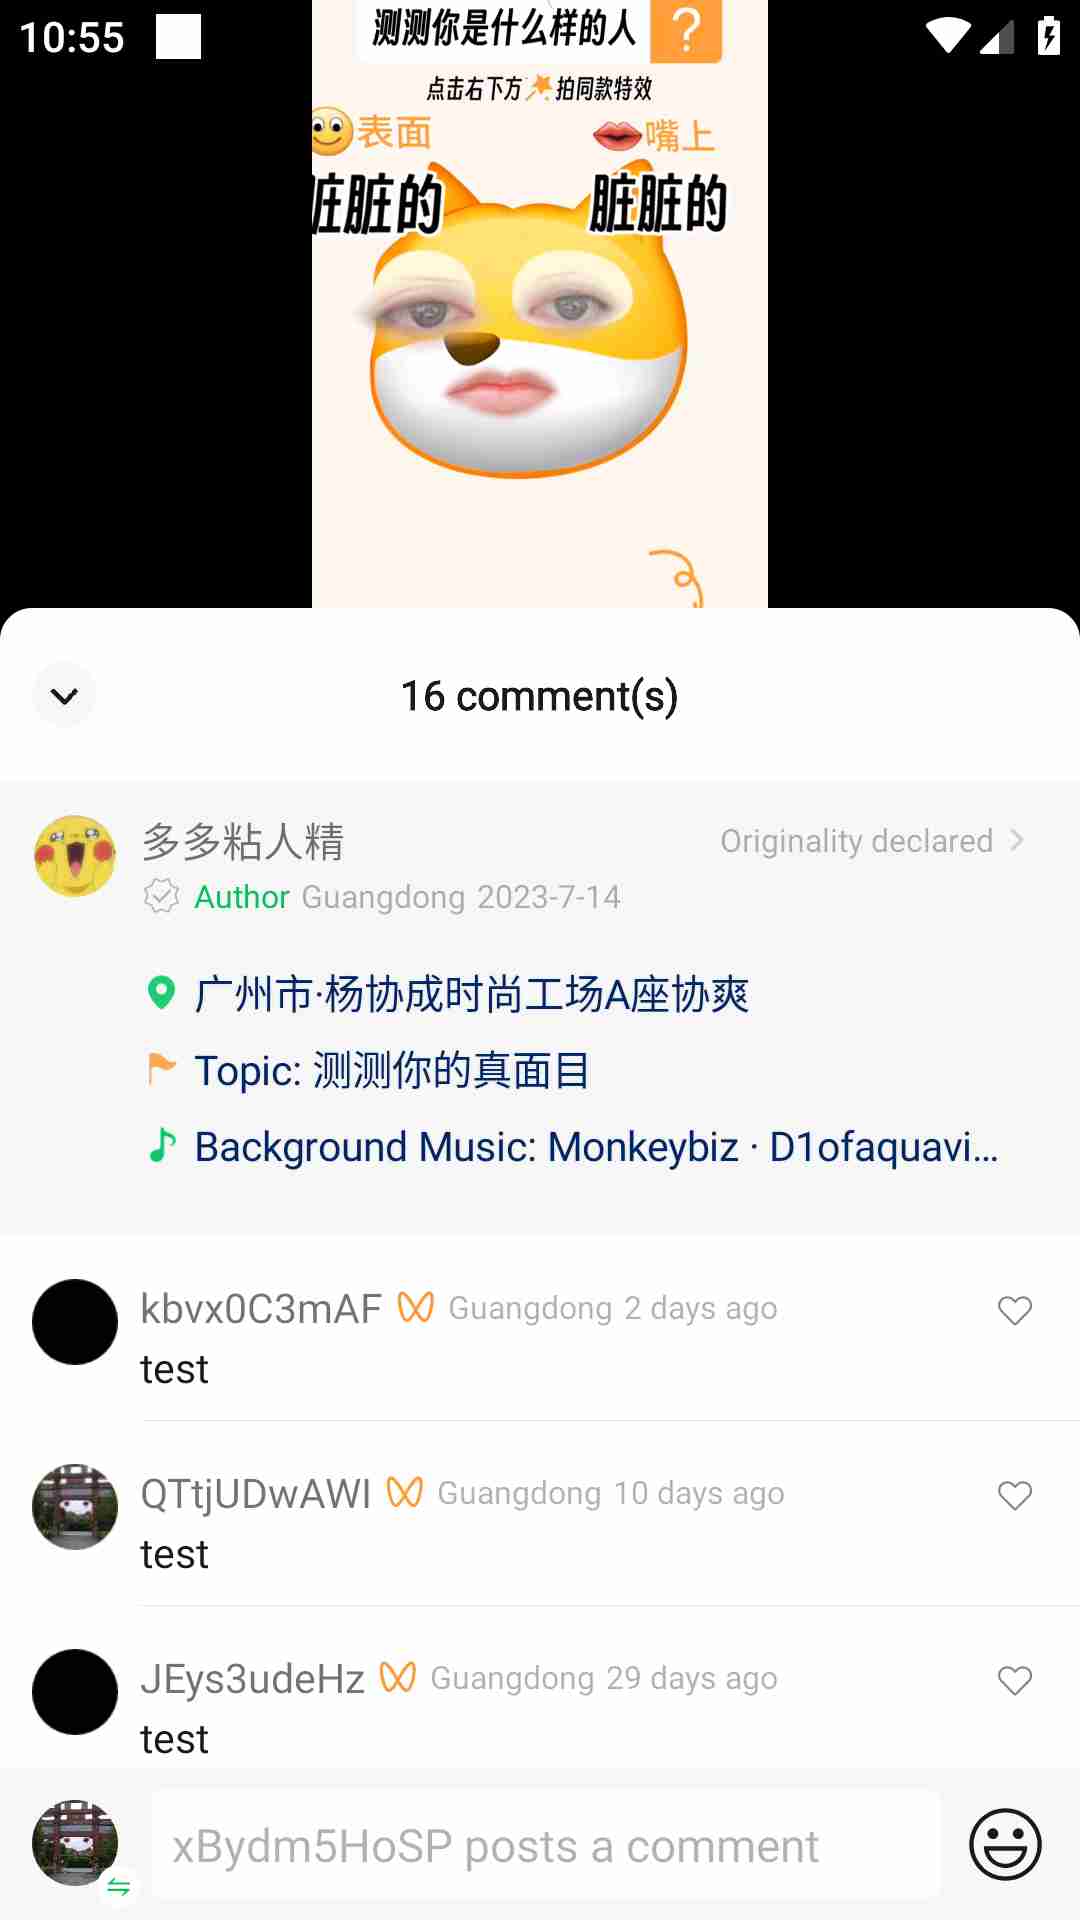 10:55
测测你是什么样的人 ?
点击右下方 拍同款特效
表面 嘴上
脏脏的 脏脏的
16 comment(s)
多多粘人精 Originality declared
Author Guangdong 2023-7-14
广州市·杨协成时尚工场A座协爽
Topic: 测测你的真面目
Background Music: Monkeybiz · D1ofaquavi...
kbvx0C3mAF Guangdong 2 days ago
test
QTtjUDwAWI Guangdong 10 days ago
test
JEys3udeHz Guangdong 29 days ago
test
xBydm5HoSP posts a comment